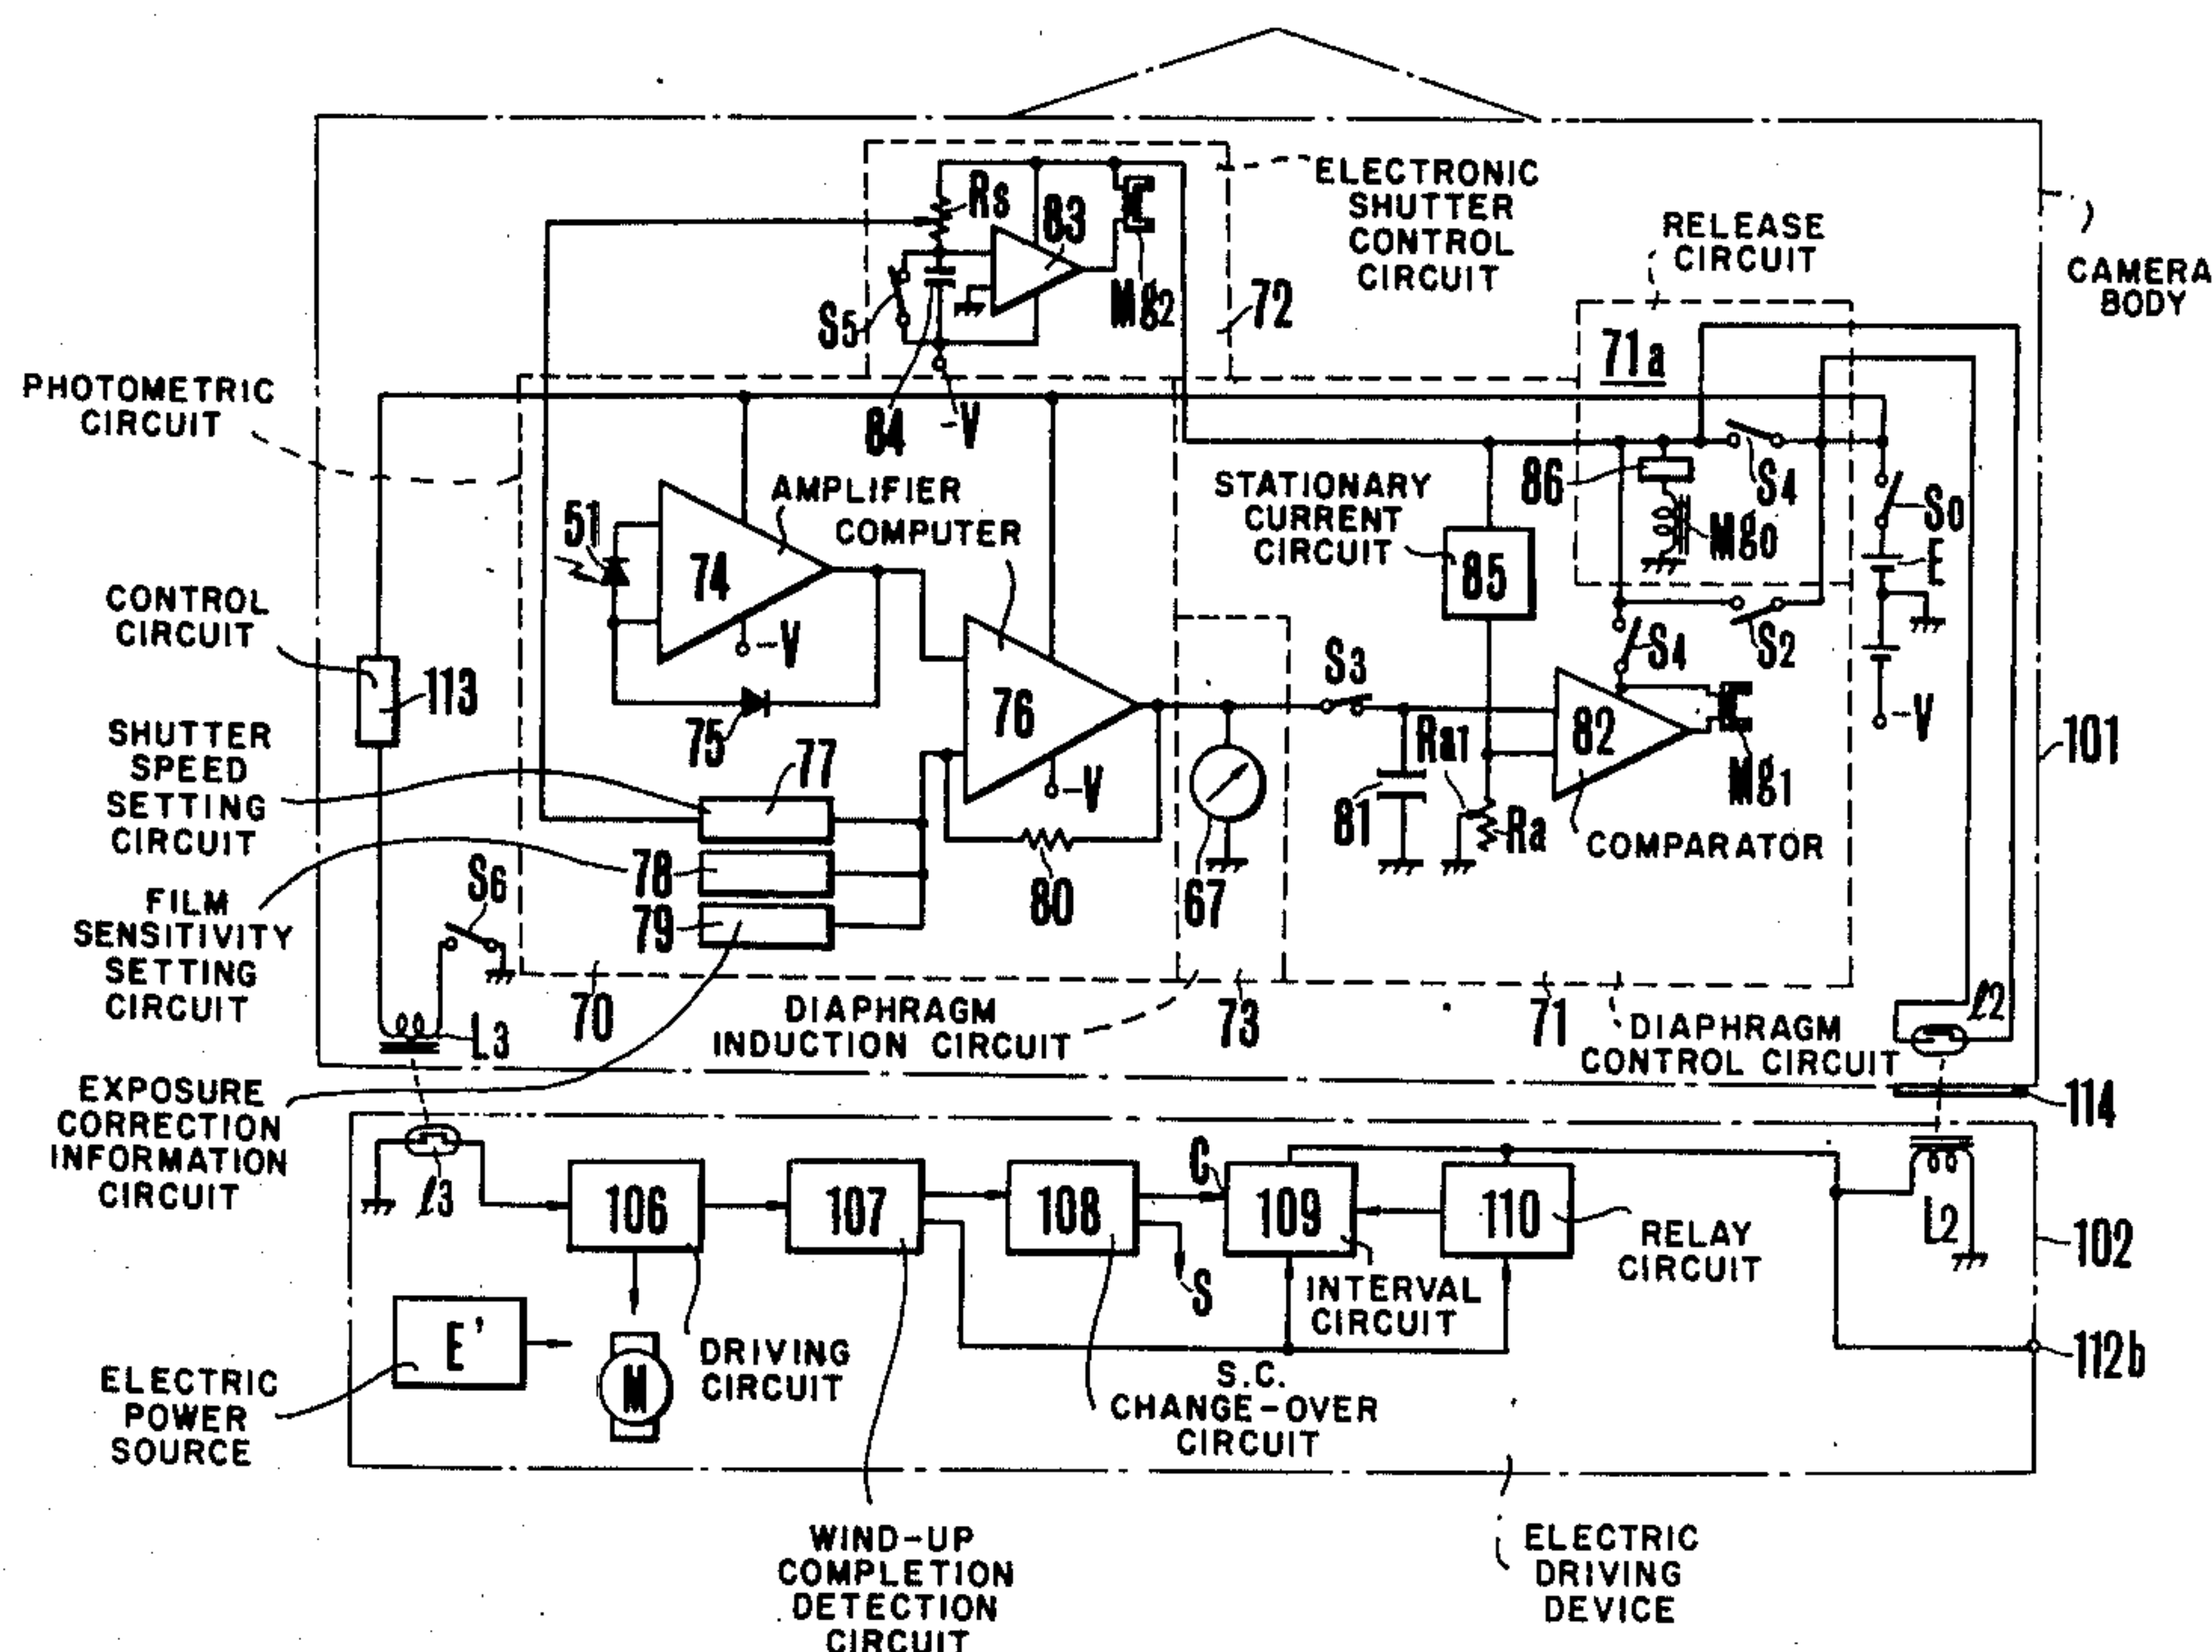 ELECTRONIC
SHUTTER
CONTROL
CIRCUIT
RELEASE
CIRCUIT
CAMERA
BODY
Rs
83
Mg2
S5
72
84
-V
71a
PHOTOMETRIC
CIRCUIT
AMPLIFIER
COMPUTER
STATIONARY
CURRENT
CIRCUIT
86
S4
Mg0
S0
E
51
74
-V
75
85
S2
S4
-V
CONTROL
CIRCUIT
113
76
-V
S3
Ra1
82
Mg1
101
SHUTTER
SPEED
SETTING
CIRCUIT
77
81
Ra
COMPARATOR
78
80
67
79
S6
FILM
SENSITIVITY
SETTING
CIRCUIT
70
DIAPHRAGM
INDUCTION CIRCUIT
73
71
DIAPHRAGM
CONTROL CIRCUIT
ℓ2
L3
114
EXPOSURE
CORRECTION
INFORMATION
CIRCUIT
ℓ3
106
107
108
C
109
110
RELAY
CIRCUIT
L2
102
S
INTERVAL
CIRCUIT
112b
E'
M
DRIVING
CIRCUIT
S.C.
CHANGE-OVER
CIRCUIT
ELECTRIC
POWER
SOURCE
WIND-UP
COMPLETION
DETECTION
CIRCUIT
ELECTRIC
DRIVING
DEVICE